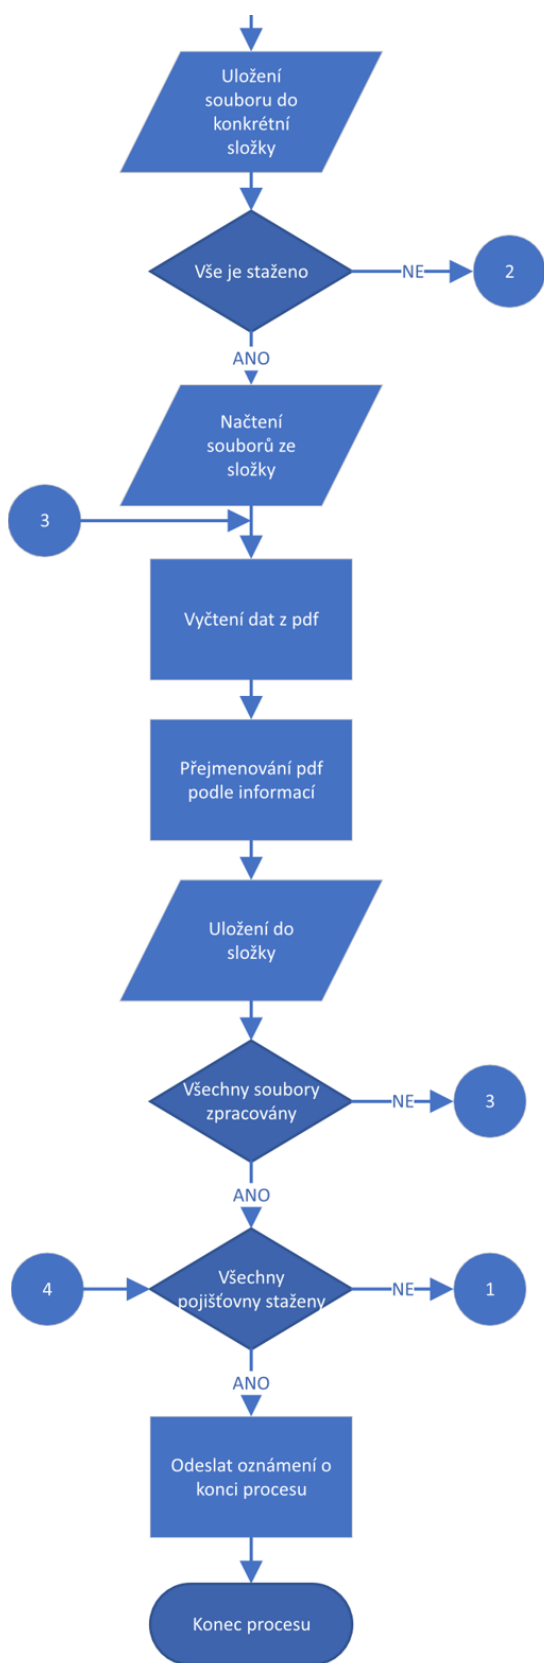 Uložení
souboru do
konkrétní
složky
Vše je staženo
NE
2
ANO
Načtení
souborů ze
složky
3
Vyčtení dat z pdf
Přejmenování pdf
podle informací
Uložení do
složky
Všechny soubory
zpracovány
NE
3
ANO
4
Všechny
pojišťovny staženy
NE
1
ANO
Odeslat oznámení o
konci procesu
Konec procesu